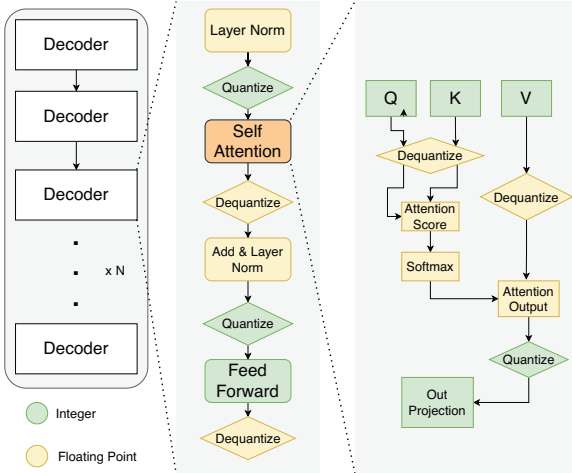 Decoder
Decoder
Decoder
x N
Decoder
Integer
Floating Point
Layer Norm
Quantize
Self
Attention
Dequantize
Add & Layer
Norm
Quantize
Feed
Forward
Dequantize
Q
K
V
Dequantize
Dequantize
Attention
Score
Softmax
Attention
Output
Quantize
Out
Projection